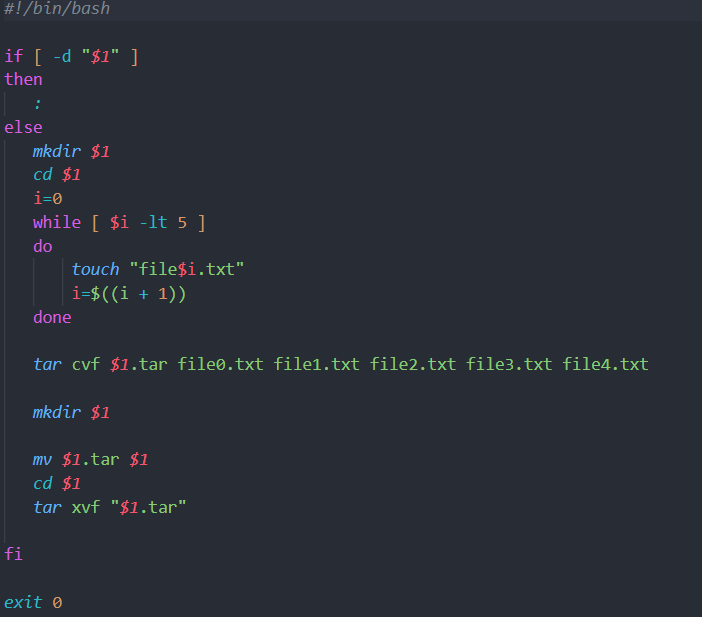 #!/bin/bash
if [ -d "$1" ]
then
:
else
mkdir $1
cd $1
i=0
while [ $i -lt 5 ]
do
touch "file$i.txt"
i=$((i + 1))
done
tar cvf $1.tar file0.txt file1.txt file2.txt file3.txt file4.txt
mkdir $1
mv $1.tar $1
cd $1
tar xvf "$1.tar"
fi
exit 0